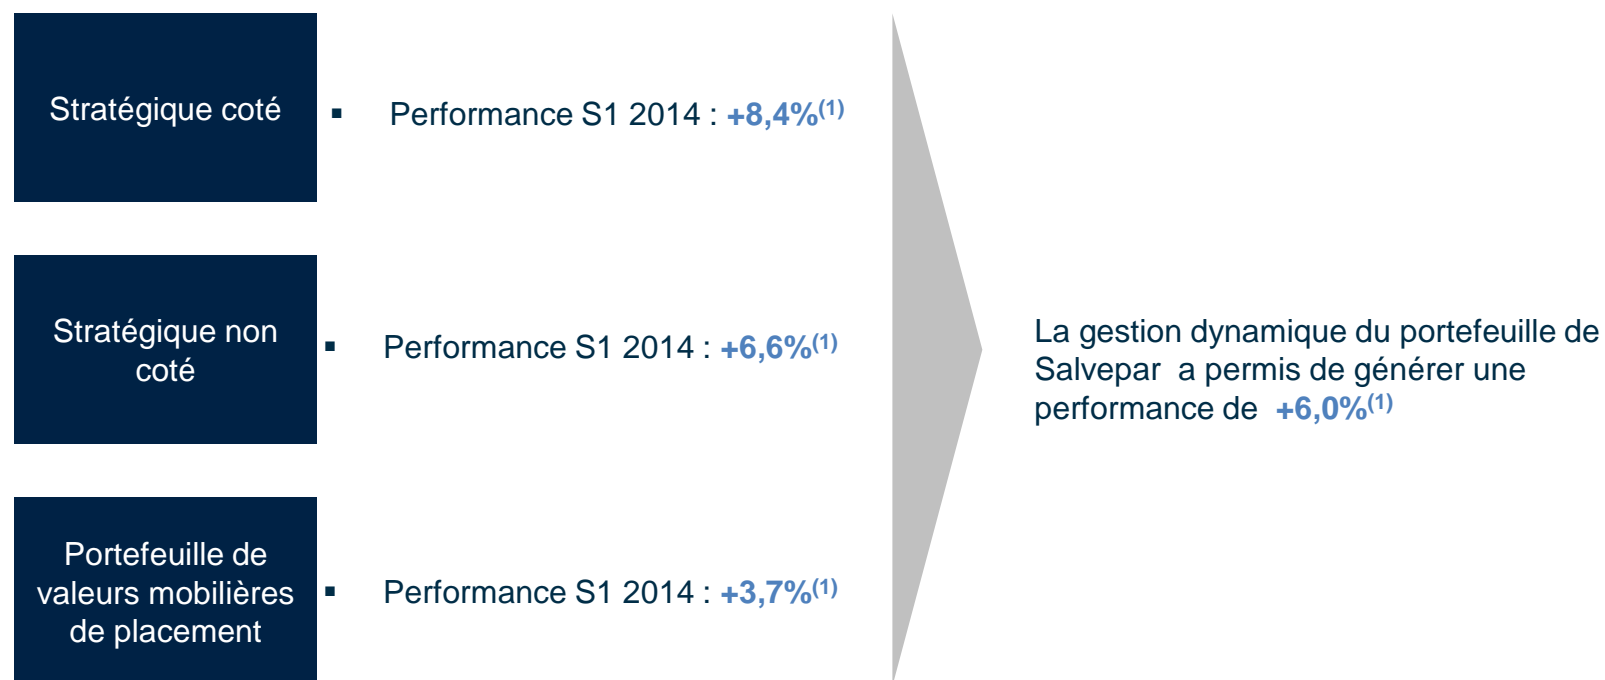 Stratégique coté
▪ Performance S1 2014 : +8,4%(1)
Stratégique non
coté
▪ Performance S1 2014 : +6,6%(1)
La gestion dynamique du portefeuille de
Salvepar a permis de générer une
performance de +6,0%(1)
Portefeuille de
valeurs mobilières
de placement
▪ Performance S1 2014 : +3,7%(1)